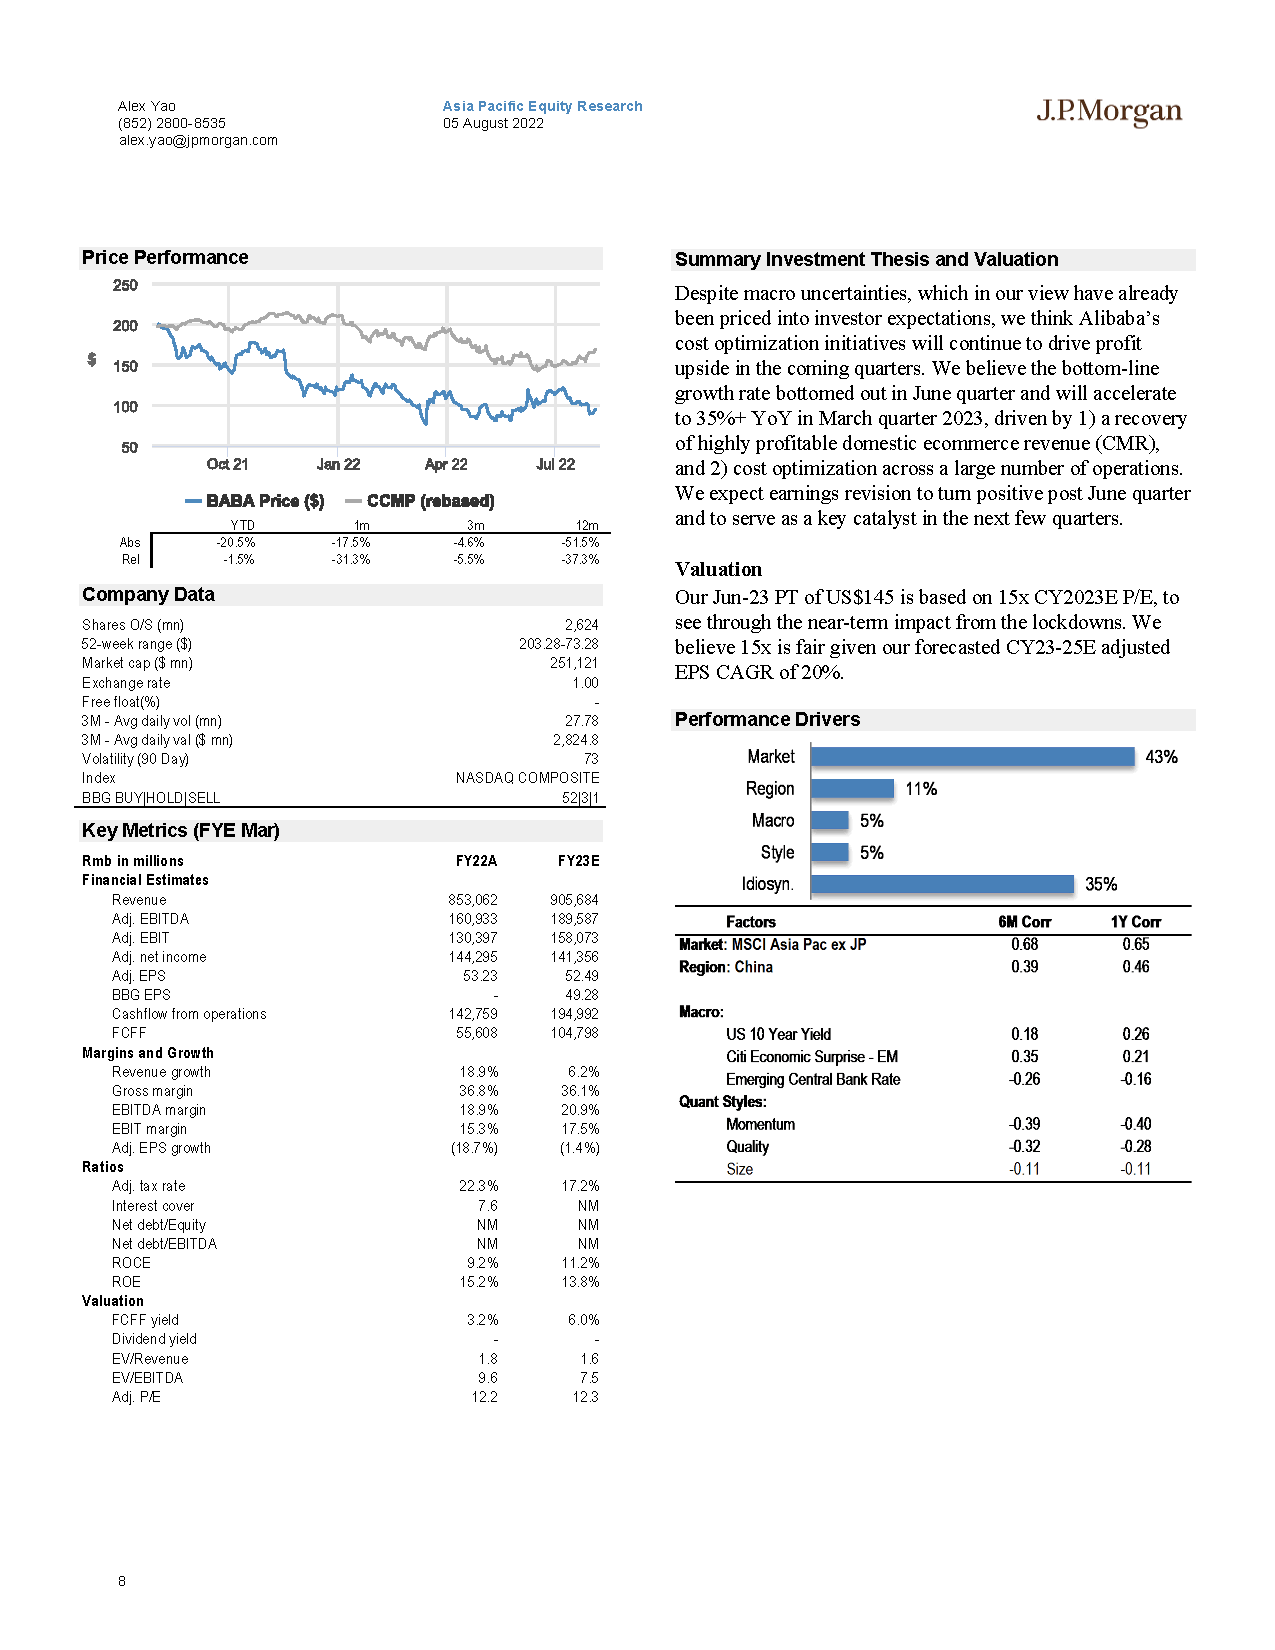 Alex Yao
(852) 2800-8535
alex.yao@jpmorgan.com
Asia Pacific Equity Research
05 August 2022
J.P.Morgan
Price Performance
250
200
$
150
100
50
Oct 21 Jan 22 Apr 22 Jul 22
BABA Price ($) CCMP (rebased)
YTD 1m 3m 12m
Abs -20.5% -17.5% -4.6% -51.5%
Rel -1.5% -31.3% -5.5% -37.3%
Company Data
Shares O/S (mn) 2,624
52-week range ($) 203.28-73.28
Market cap ($ mn) 251,121
Exchange rate 1.00
Free float(%) -
3M - Avg daily vol (mn) 27.78
3M - Avg daily val ($ mn) 2,824.8
Volatility (90 Day) 73
Index NASDAQ COMPOSITE
BBG BUY|HOLD|SELL 52|3|1
Key Metrics (FYE Mar)
Rmb in millions FY22A FY23E
Financial Estimates
Revenue 853,062 905,684
Adj. EBITDA 160,933 189,587
Adj. EBIT 130,397 158,073
Adj. net income 144,295 141,356
Adj. EPS 53.23 52.49
BBG EPS - 49.28
Cashflow from operations 142,759 194,992
FCFF 55,608 104,798
Margins and Growth
Revenue growth 18.9% 6.2%
Gross margin 36.8% 36.1%
EBITDA margin 18.9% 20.9%
EBIT margin 15.3% 17.5%
Adj. EPS growth (18.7%) (1.4%)
Ratios
Adj. tax rate 22.3% 17.2%
Interest cover 7.6 NM
Net debt/Equity NM NM
Net debt/EBITDA NM NM
ROCE 9.2% 11.2%
ROE 15.2% 13.8%
Valuation
FCFF yield 3.2% 6.0%
Dividend yield - -
EV/Revenue 1.8 1.6
EV/EBITDA 9.6 7.5
Adj. P/E 12.2 12.3
Summary Investment Thesis and Valuation
Despite macro uncertainties, which in our view have already
been priced into investor expectations, we think Alibaba’s
cost optimization initiatives will continue to drive profit
upside in the coming quarters. We believe the bottom-line
growth rate bottomed out in June quarter and will accelerate
to 35%+ YoY in March quarter 2023, driven by 1) a recovery
of highly profitable domestic ecommerce revenue (CMR),
and 2) cost optimization across a large number of operations.
We expect earnings revision to turn positive post June quarter
and to serve as a key catalyst in the next few quarters.
Valuation
Our Jun-23 PT of US$145 is based on 15x CY2023E P/E, to
see through the near-term impact from the lockdowns. We
believe 15x is fair given our forecasted CY23-25E adjusted
EPS CAGR of 20%.
Performance Drivers
Market 43%
Region 11%
Macro 5%
Style 5%
Idiosyn. 35%
Factors 6M Corr 1Y Corr
Market: MSCI Asia Pac ex JP 0.68 0.65
Region: China 0.39 0.46
Macro:
US 10 Year Yield 0.18 0.26
Citi Economic Surprise - EM 0.35 0.21
Emerging Central Bank Rate -0.26 -0.16
Quant Styles:
Momentum -0.39 -0.40
Quality -0.32 -0.28
Size -0.11 -0.11
8